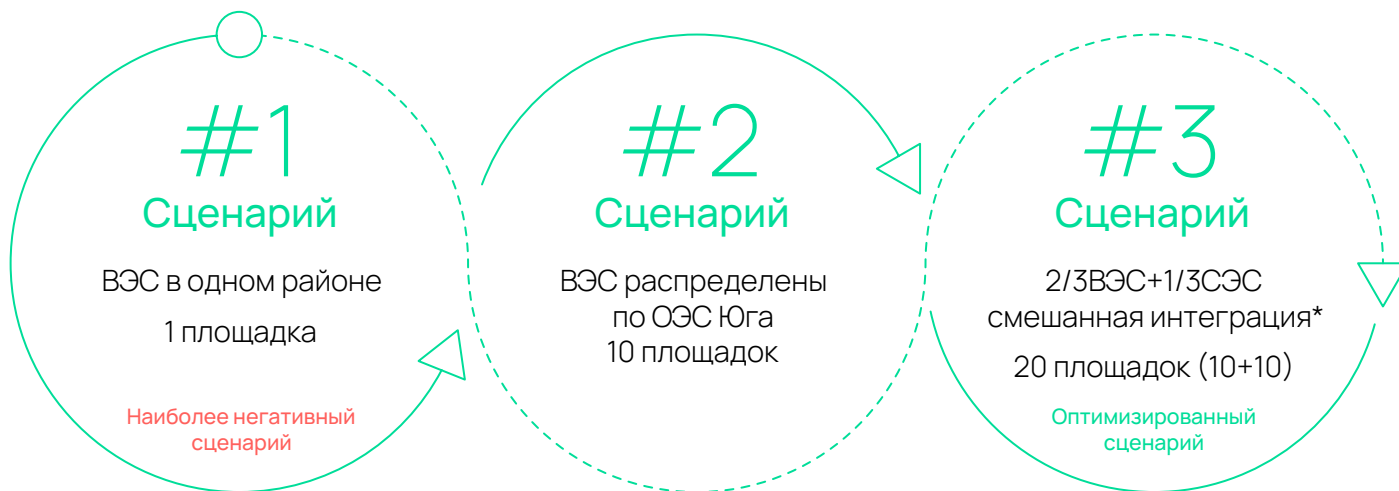 #1
Сценарий
ВЭС в одном районе
1 площадка
Наиболее негативный
сценарий
#2
Сценарий
ВЭС распределены
по ОЭС Юга
10 площадок
#3
Сценарий
2/3ВЭС+1/3СЭС
смешанная интеграция*
20 площадок (10+10)
Оптимизированный
сценарий